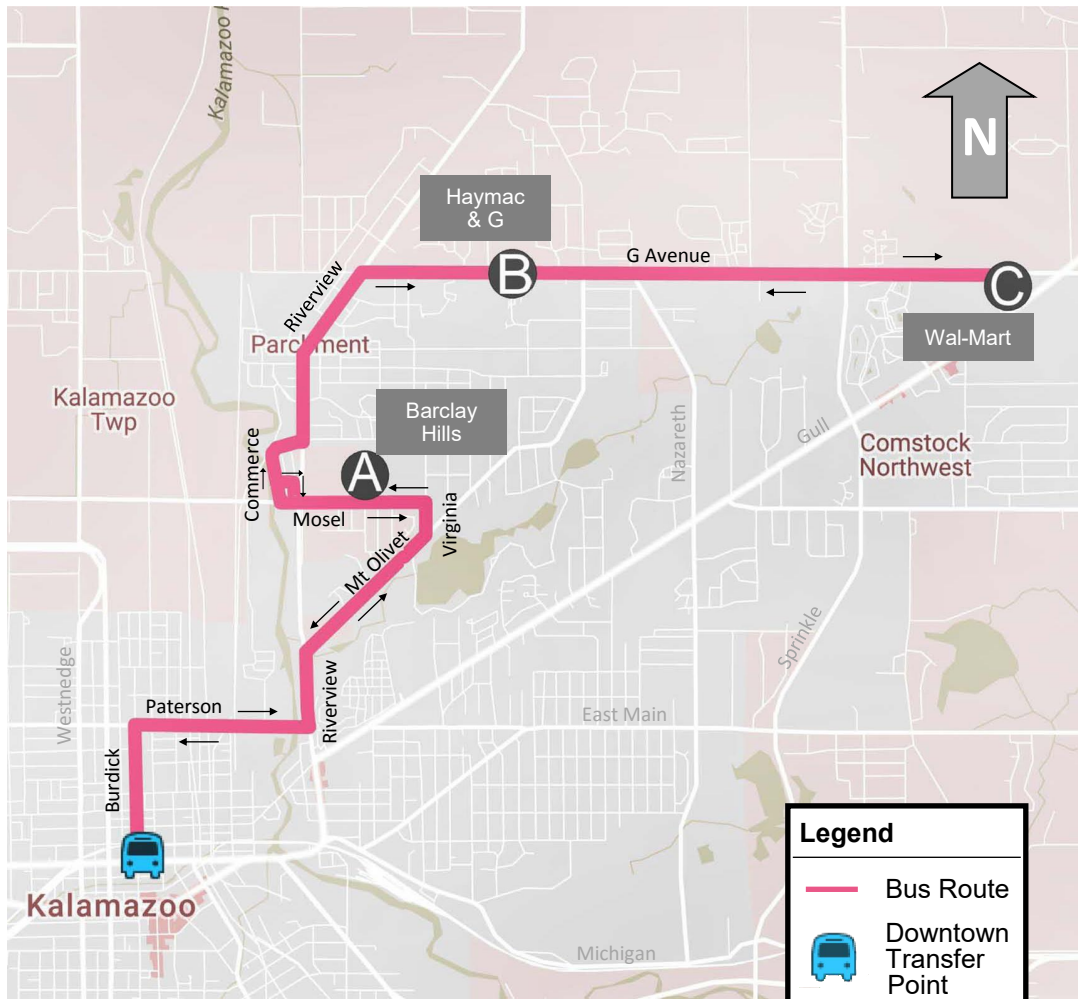 Kalamazoo
N
Haymac
& G
B
G Avenue
C
Riverview
Wal-Mart
Parchment
Kalamazoo
Twp
Barclay
Hills
A
Commerce
Mosel
Virginia
Nazareth
Gull
Comstock
Northwest
Mt Olivet
Sprinkle
Westnedge
Paterson
Riverview
East Main
Burdick
Kalamazoo
Michigan
Legend
Bus Route
Downtown
Transfer
Point